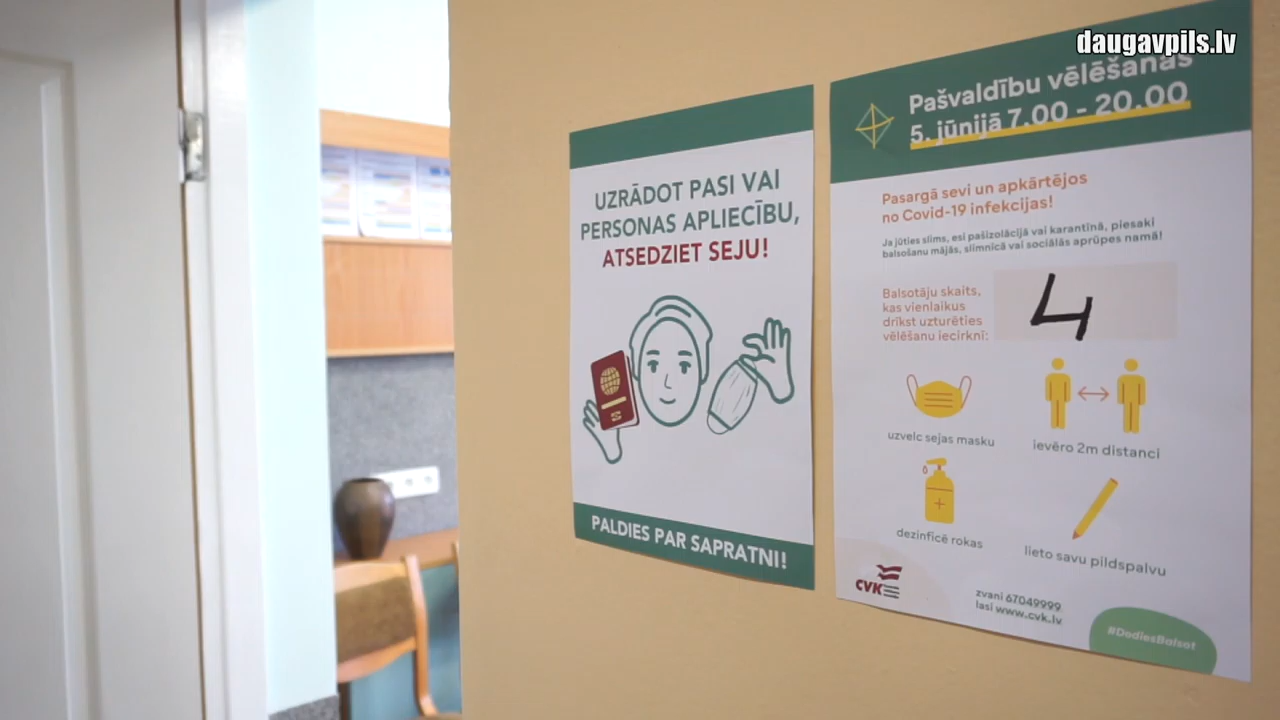 daugavpils.lv
UZRĀDOT PASI VAI
PERSONAS APLIECĪBU,
ATSEDZIET SEJU!
PALDIES PAR SAPRATNI!
Pašvaldību vēlēšanas
5. jūnijā 7.00 - 20.00
Pasargā sevi un apkārtējos
no Covid-19 infekcijas!
Ja jūties slims, esi pašizolācijā vai karantīnā, piesaki
balsošanu mājās, slimnīcā vai sociālās aprūpes namā!
Balsotāju skaits,
kas vienlaikus
drīkst uzturēties
vēlēšanu iecirknī:
4
uzvelc sejas masku
ievēro 2m distanci
dezinficē rokas
lieto savu pildspalvu
CVK
zvani 67049999
lasi www.cvk.lv
#DodiesBalsot